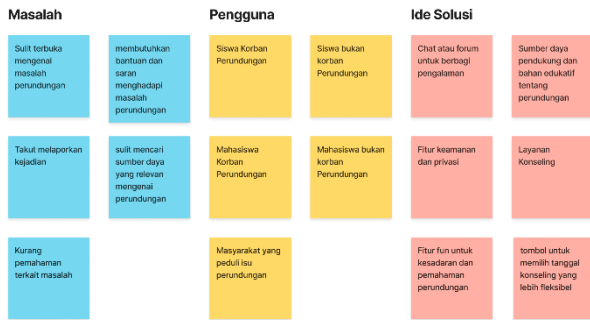 Masalah
Sulit terbuka
mengenai
masalah
perundungan
membutuhkan
bantuan dan
saran
menghadapi
masalah
perundungan
Takut melaporkan
kejadian
sulit mencari
sumber daya
yang relevan
mengenai
perundungan
Kurang
pemahaman
terkait masalah
Pengguna
Siswa Korban
Perundungan
Siswa bukan
korban
Perundungan
Mahasiswa
Korban
Perundungan
Mahasiswa bukan
korban
Perundungan
Masyarakat yang
peduli isu
perundungan
Ide Solusi
Chat atau forum
untuk berbagi
pengalaman
Sumber daya
pendukung dan
bahan edukatif
tentang
perundungan
Fitur keamanan
dan privasi
Layanan
Konseling
Fitur fun untuk
kesadaran dan
pemahaman
perundungan
tombol untuk
memilih tanggal
konseling yang
lebih fleksibel